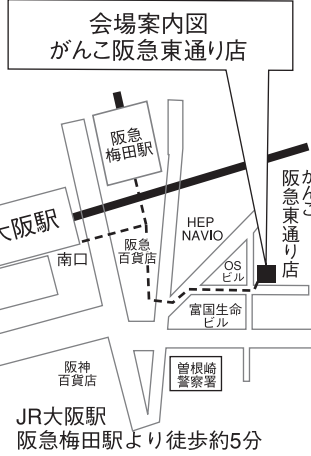 会場案内図
がんこ阪急東通り店
阪急
梅田駅
大阪駅
がんこ
阪急東通り店
HEP
NAVIO
南口
阪急
百貨店
OS
ビル
富国生命
ビル
阪神
百貨店
曽根崎
警察署
JR大阪駅
阪急梅田駅より徒歩約5分